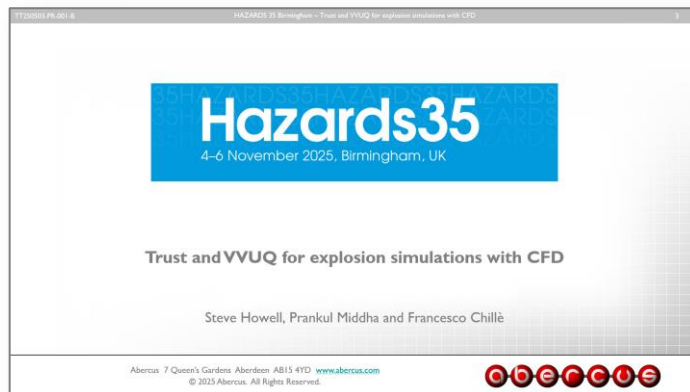 TT250503-PR-001-B HAZARDS 35 Birmingham – Trust and VVUQ for explosion simulations with CFD 3
35HAZARDS35HAZARDS35HAZARDS
Hazards35
4–6 November 2025, Birmingham, UK
Trust and VVUQ for explosion simulations with CFD
Steve Howell, Prankul Middha and Francesco Chillè
Abercus 7 Queen's Gardens Aberdeen AB15 4YD www.abercus.com
© 2025 Abercus. All Rights Reserved.
abercus